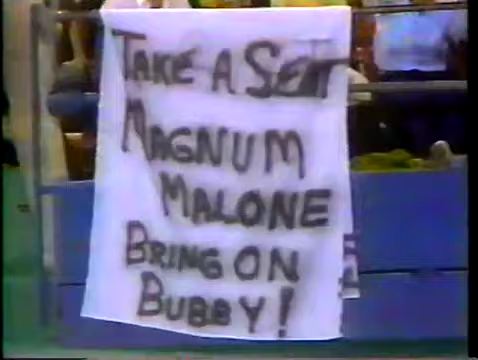 TAKE A SEAT
MAGNUM
MALONE
BRING ON
BUBBY!